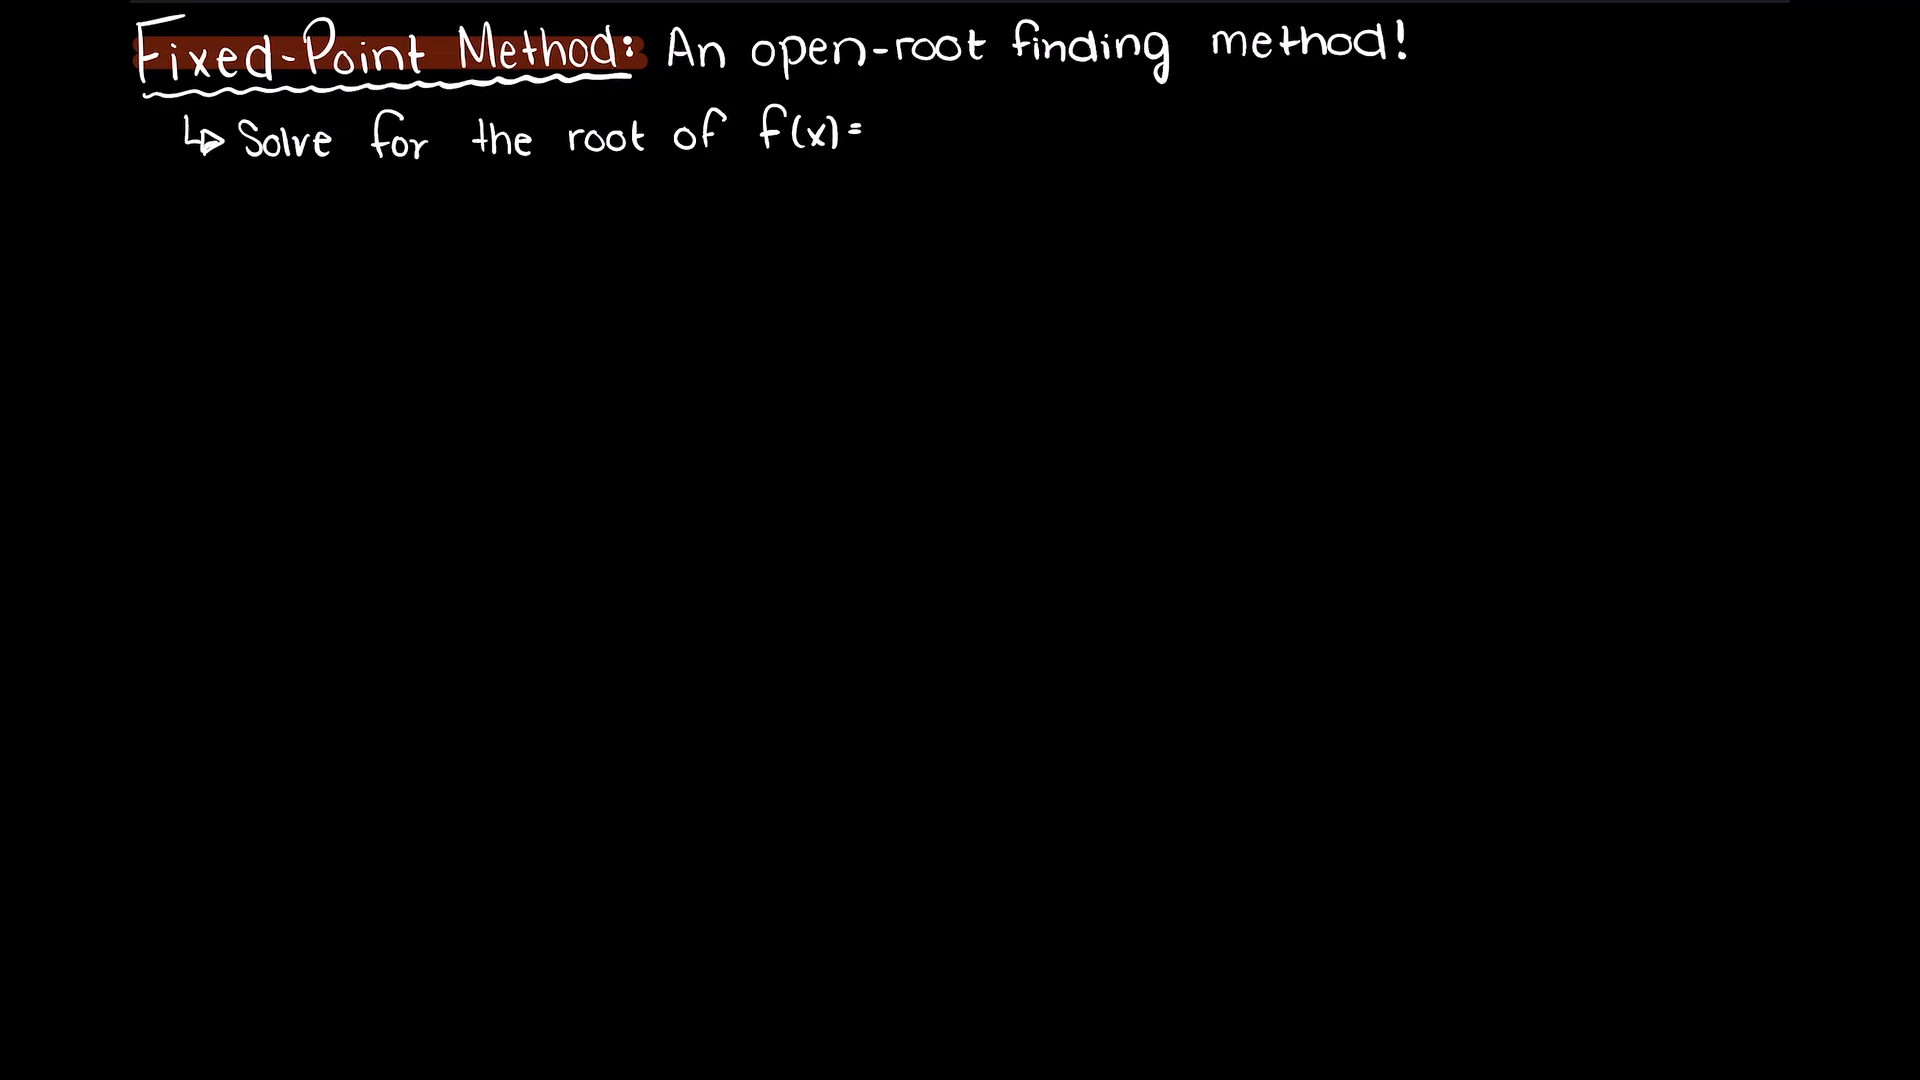 Fixed-Point Method: An open-root finding method!
↳ Solve for the root of f(x)=